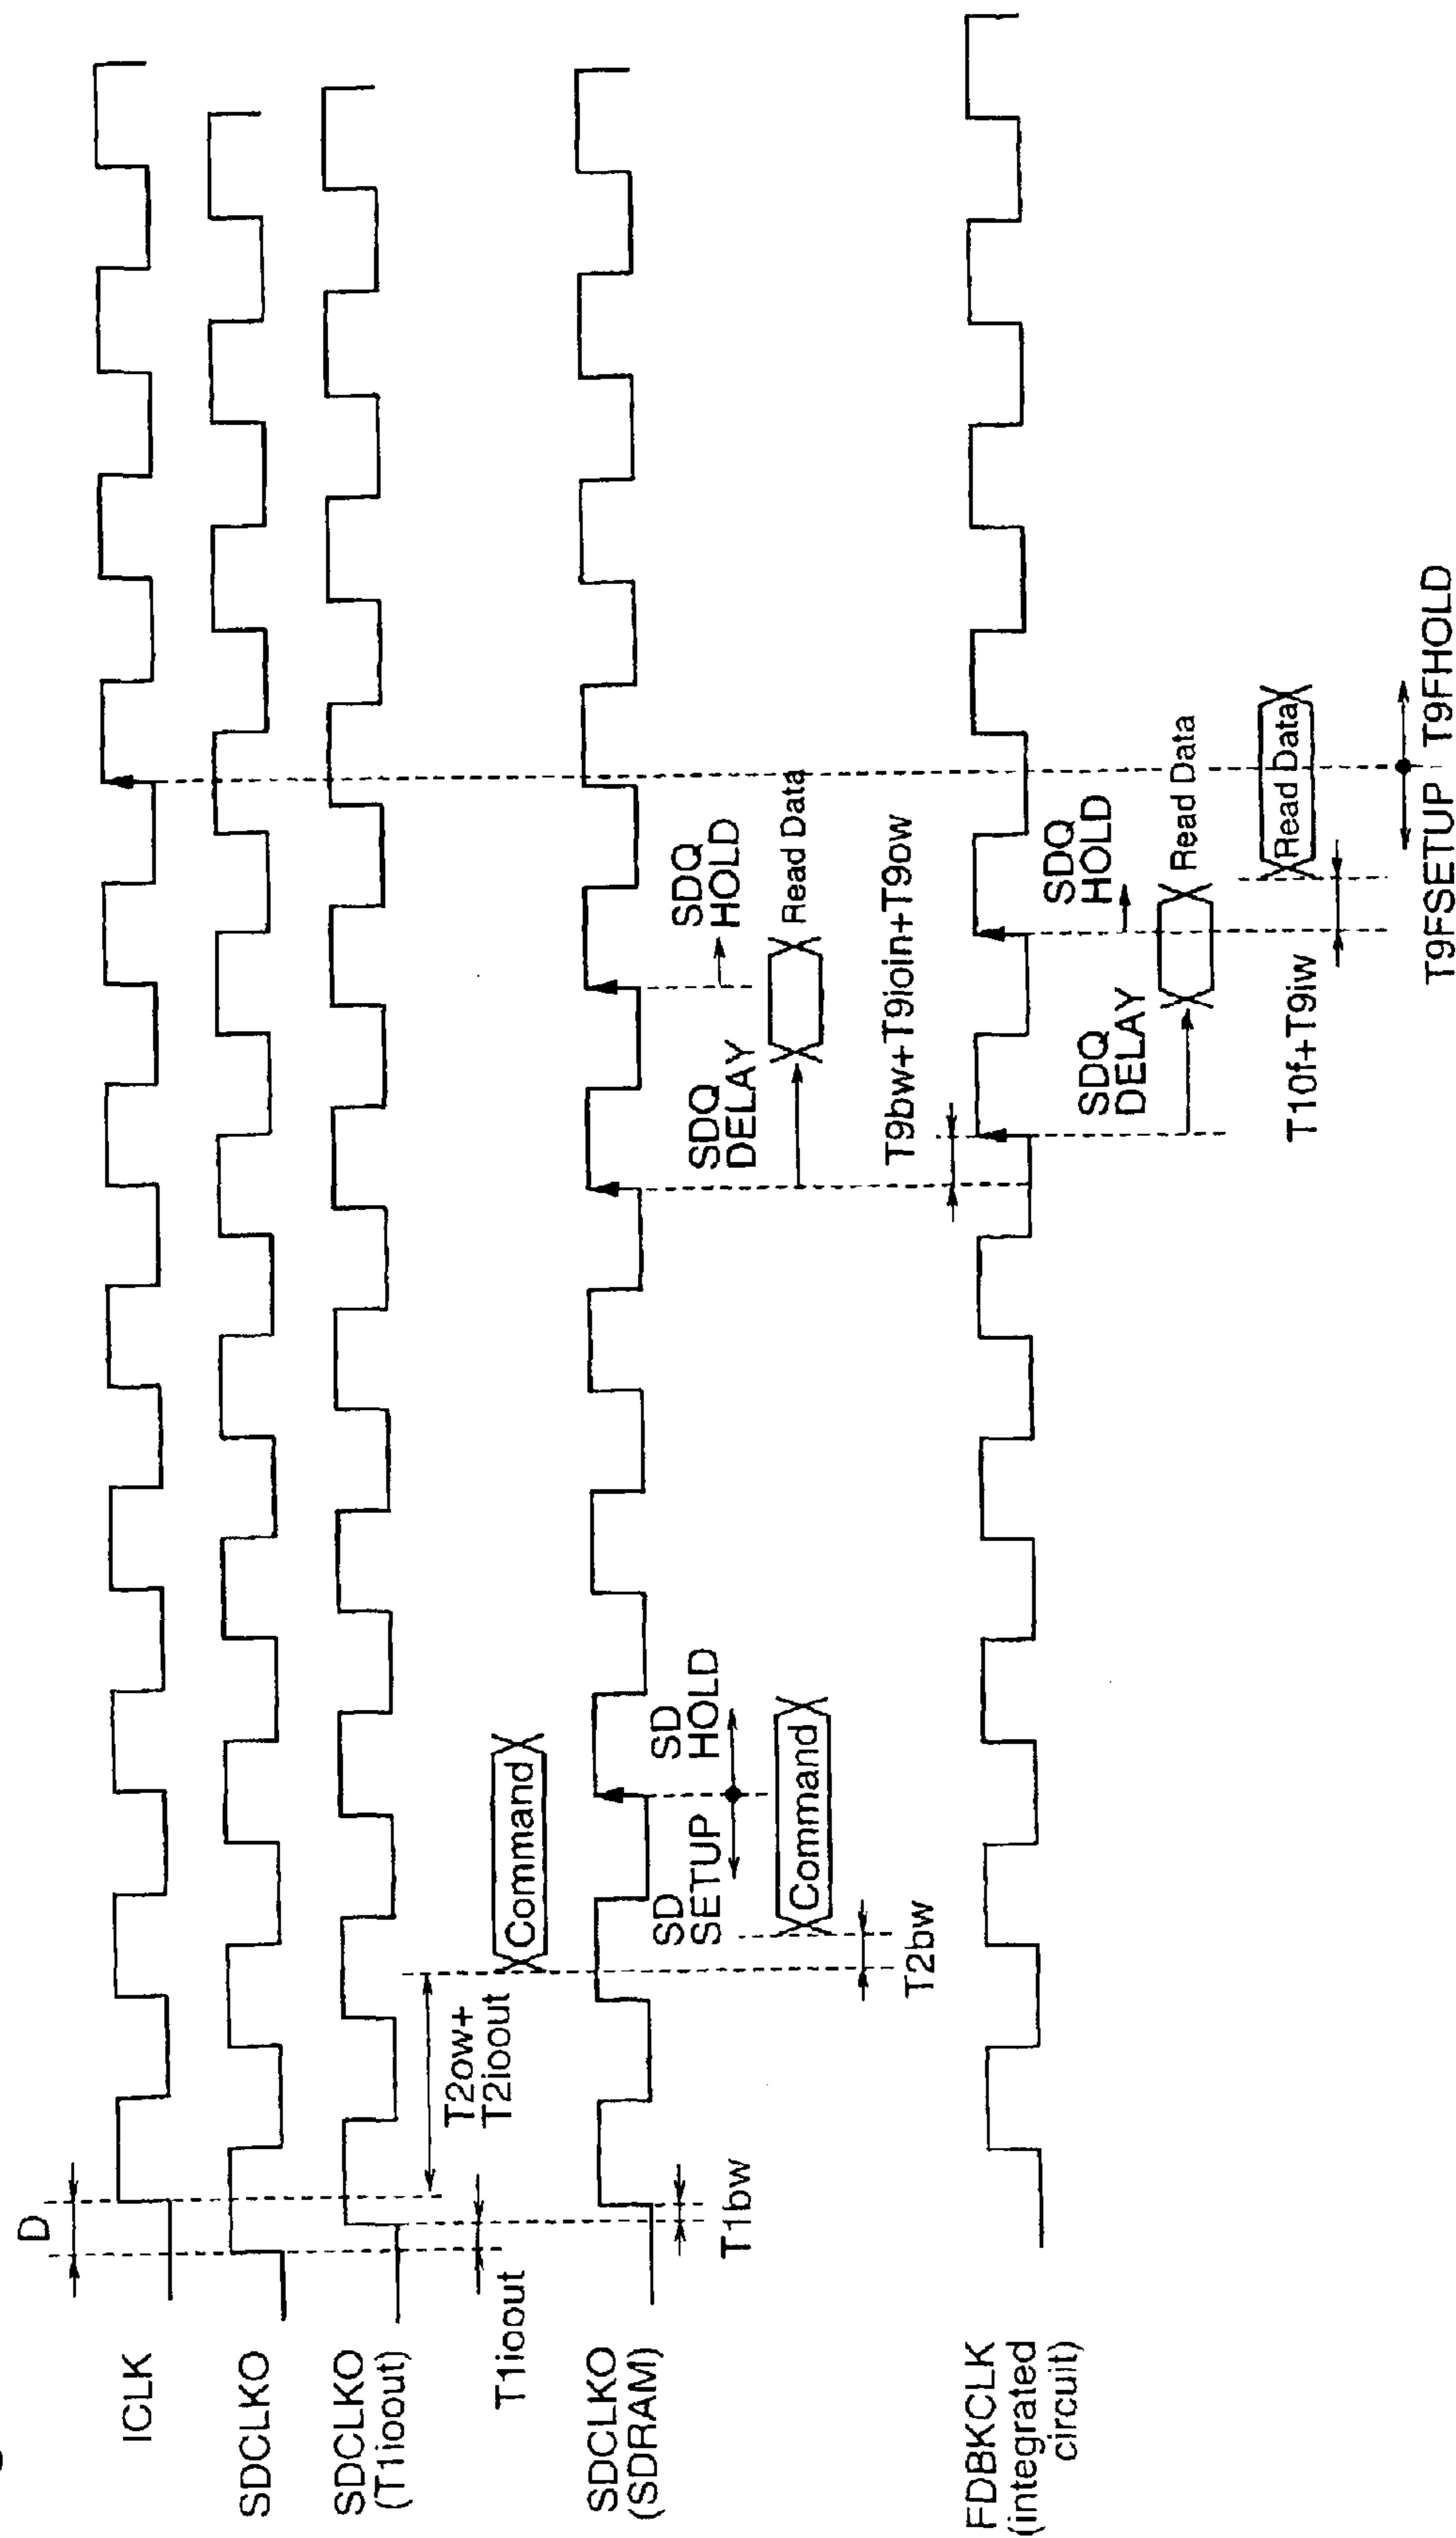 D
ICLK
SDCLKO
SDCLKO
(T1ioout)
T1ioout
T2ow+
T2ioout
Command
SDCLKO
(SDRAM)
T1bw
SD
SETUP
SD
HOLD
Command
T2bw
SDQ
DELAY
SDQ
HOLD
Read Data
T9bw+T9ioin+T9ow
FDBKCLK
(integrated
circuit)
SDQ
DELAY
SDQ
HOLD
Read Data
T10f+T9iw
Read Data
T9FSETUP T9FHOLD